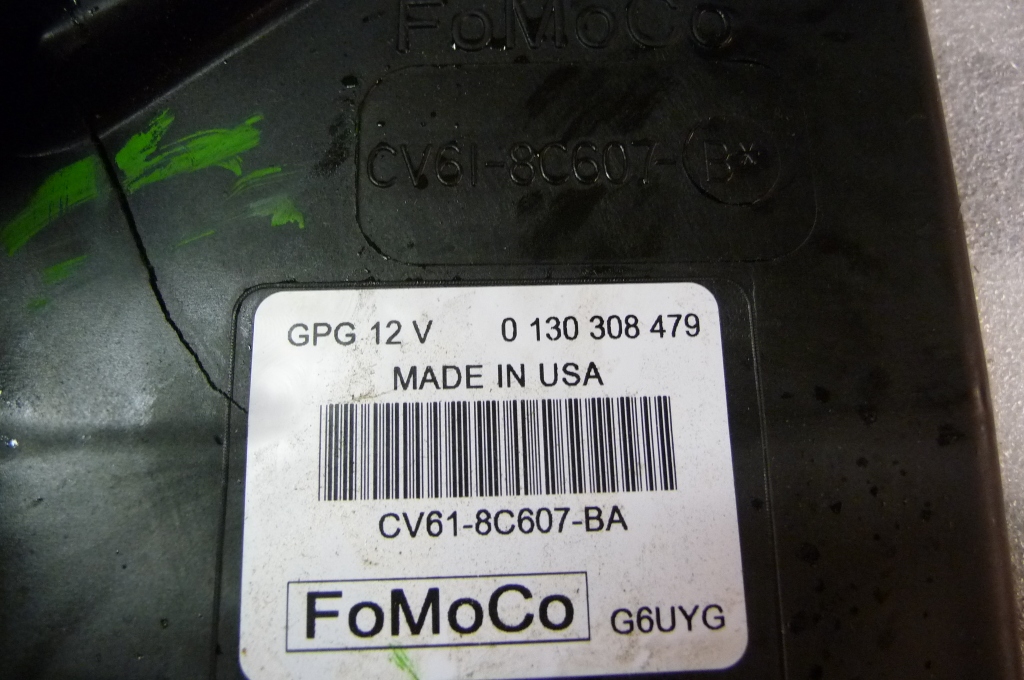 FoMoCo
CV61-8C607-B*
GPG 12 V 0 130 308 479
MADE IN USA
CV61-8C607-BA
FoMoCo G6UYG